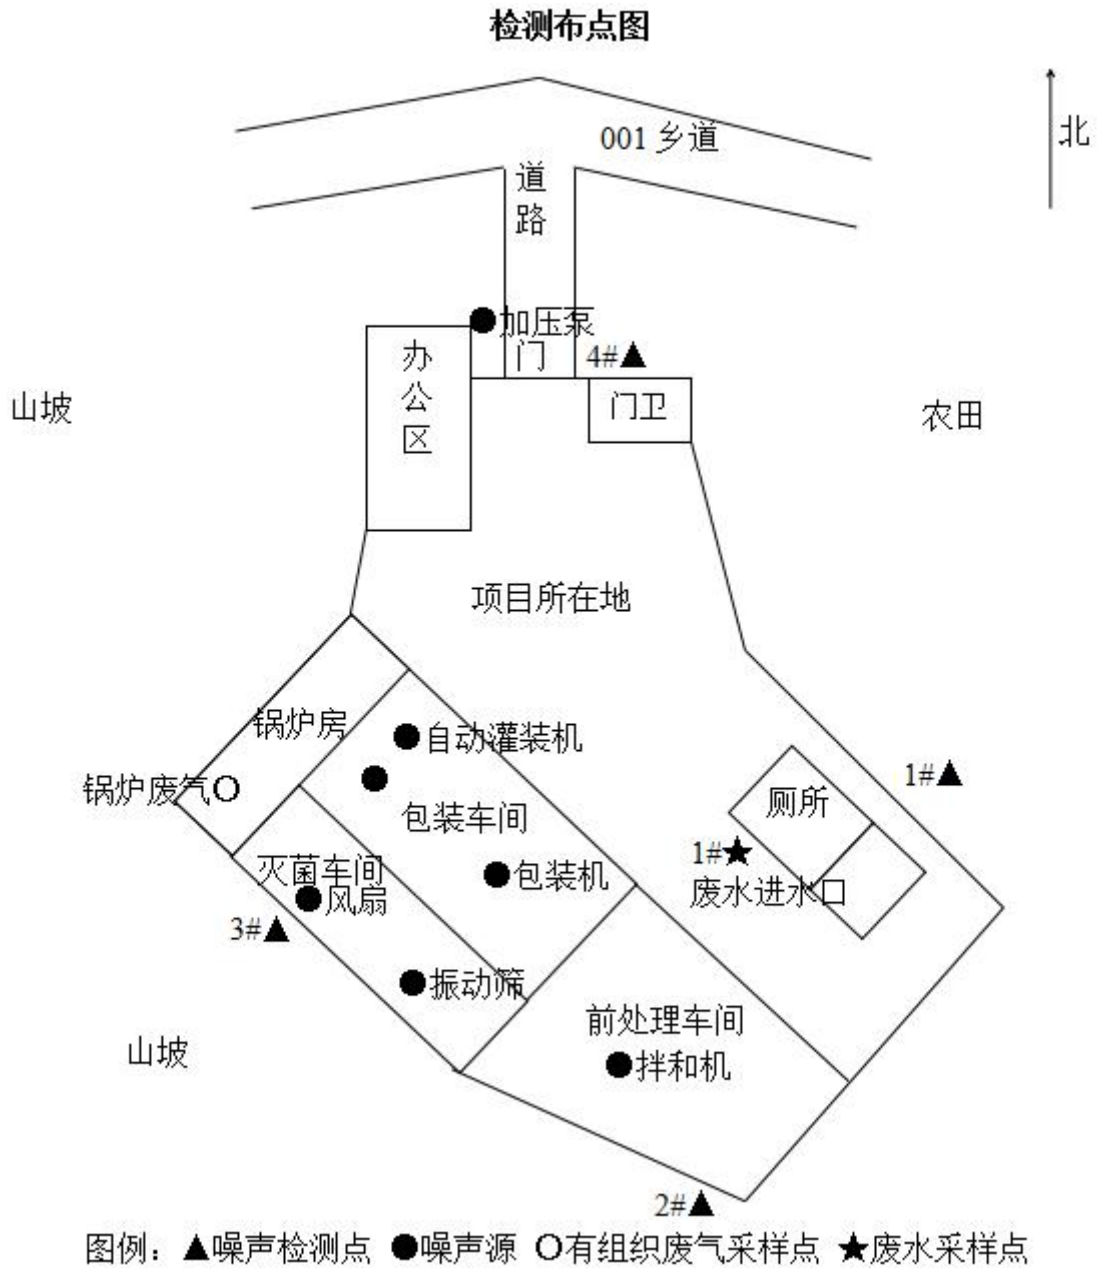 检测布点图
001 乡道
北
道
路
加压泵
门
4#▲
办
公
区
门卫
山坡
农田
项目所在地
锅炉房
自动灌装机
锅炉废气O
包装车间
厕所
1#▲
1#★
废水进水口
灭菌车间
风扇
包装机
3#▲
振动筛
前处理车间
拌和机
山坡
2#▲
图例：▲噪声检测点 ●噪声源 O有组织废气采样点 ★废水采样点